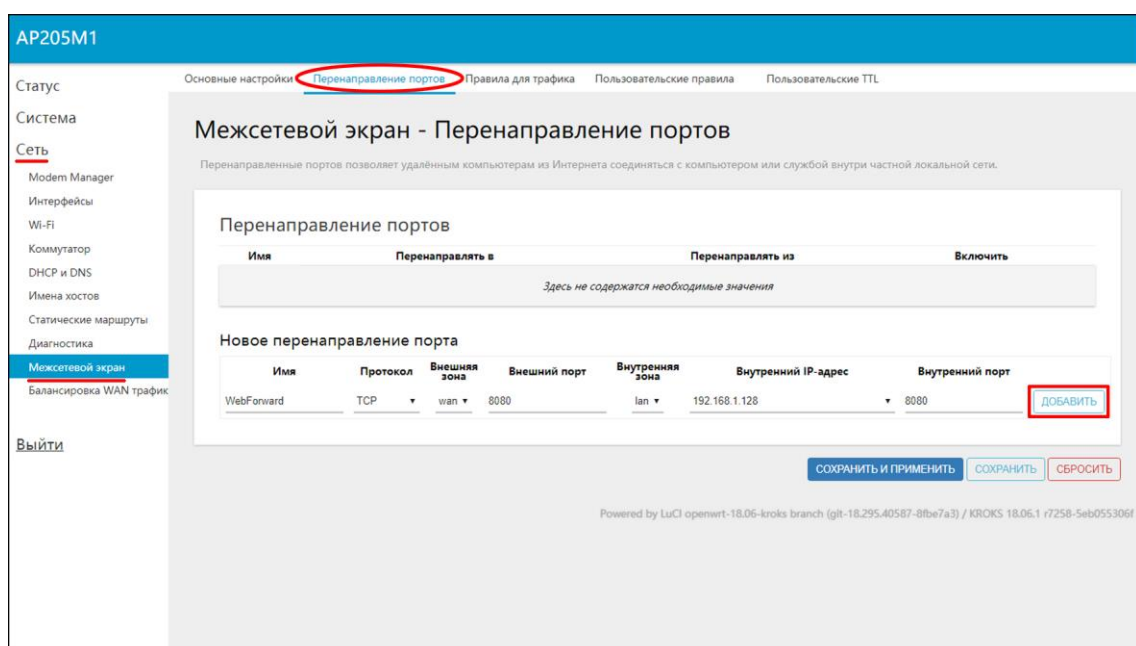 AP205M1
Статус
Система
Сеть
Modem Manager
Интерфейсы
Wi-Fi
Коммутатор
DHCP и DNS
Имена хостов
Статические маршруты
Диагностика
Межсетевой экран
Балансировка WAN трафик
Выйти
Основные настройки Перенаправление портов Правила для трафика Пользовательские правила Пользовательские TTL
Межсетевой экран - Перенаправление портов
Перенаправленные портов позволяет удалённым компьютерам из Интернета соединяться с компьютером или службой внутри частной локальной сети.
Перенаправление портов
Имя Перенаправлять в Перенаправлять из Включить
Здесь не содержатся необходимые значения
Новое перенаправление порта
Имя Протокол Внешняя зона Внешний порт Внутренняя зона Внутренний IP-адрес Внутренний порт
WebForward TCP wan 8080 lan 192.168.1.128 8080 ДОБАВИТЬ
СОХРАНИТЬ И ПРИМЕНИТЬ СОХРАНИТЬ СБРОСИТЬ
Powered by LuCI openwrt-18.06-kroks branch (git-18.295.40587-8fbe7a3) / KROKS 18.06.1 r7258-5eb055306f